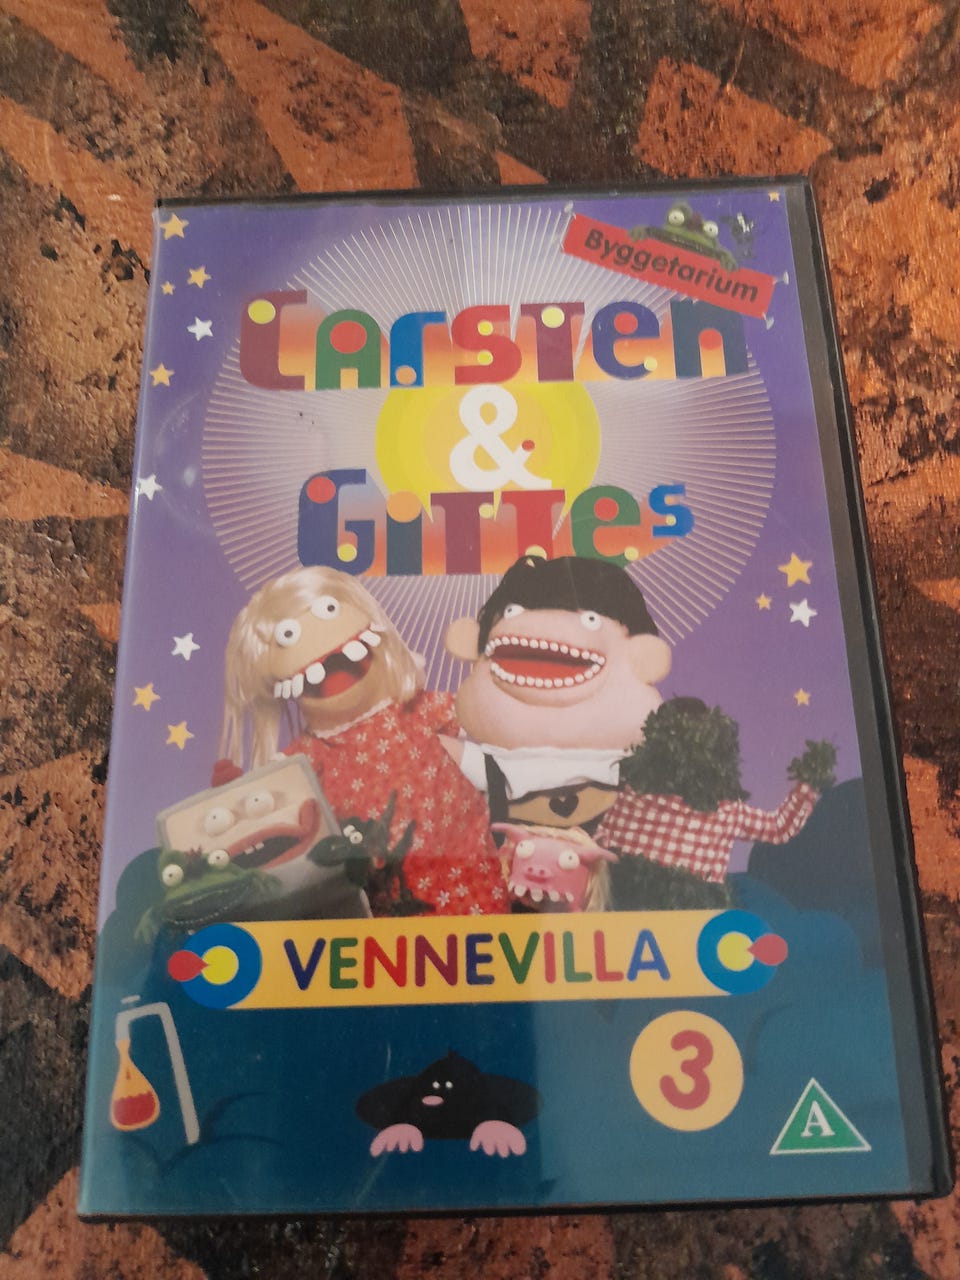 Byggetarium
Carsten
&
Gittes
VENNEVILLA
3
A